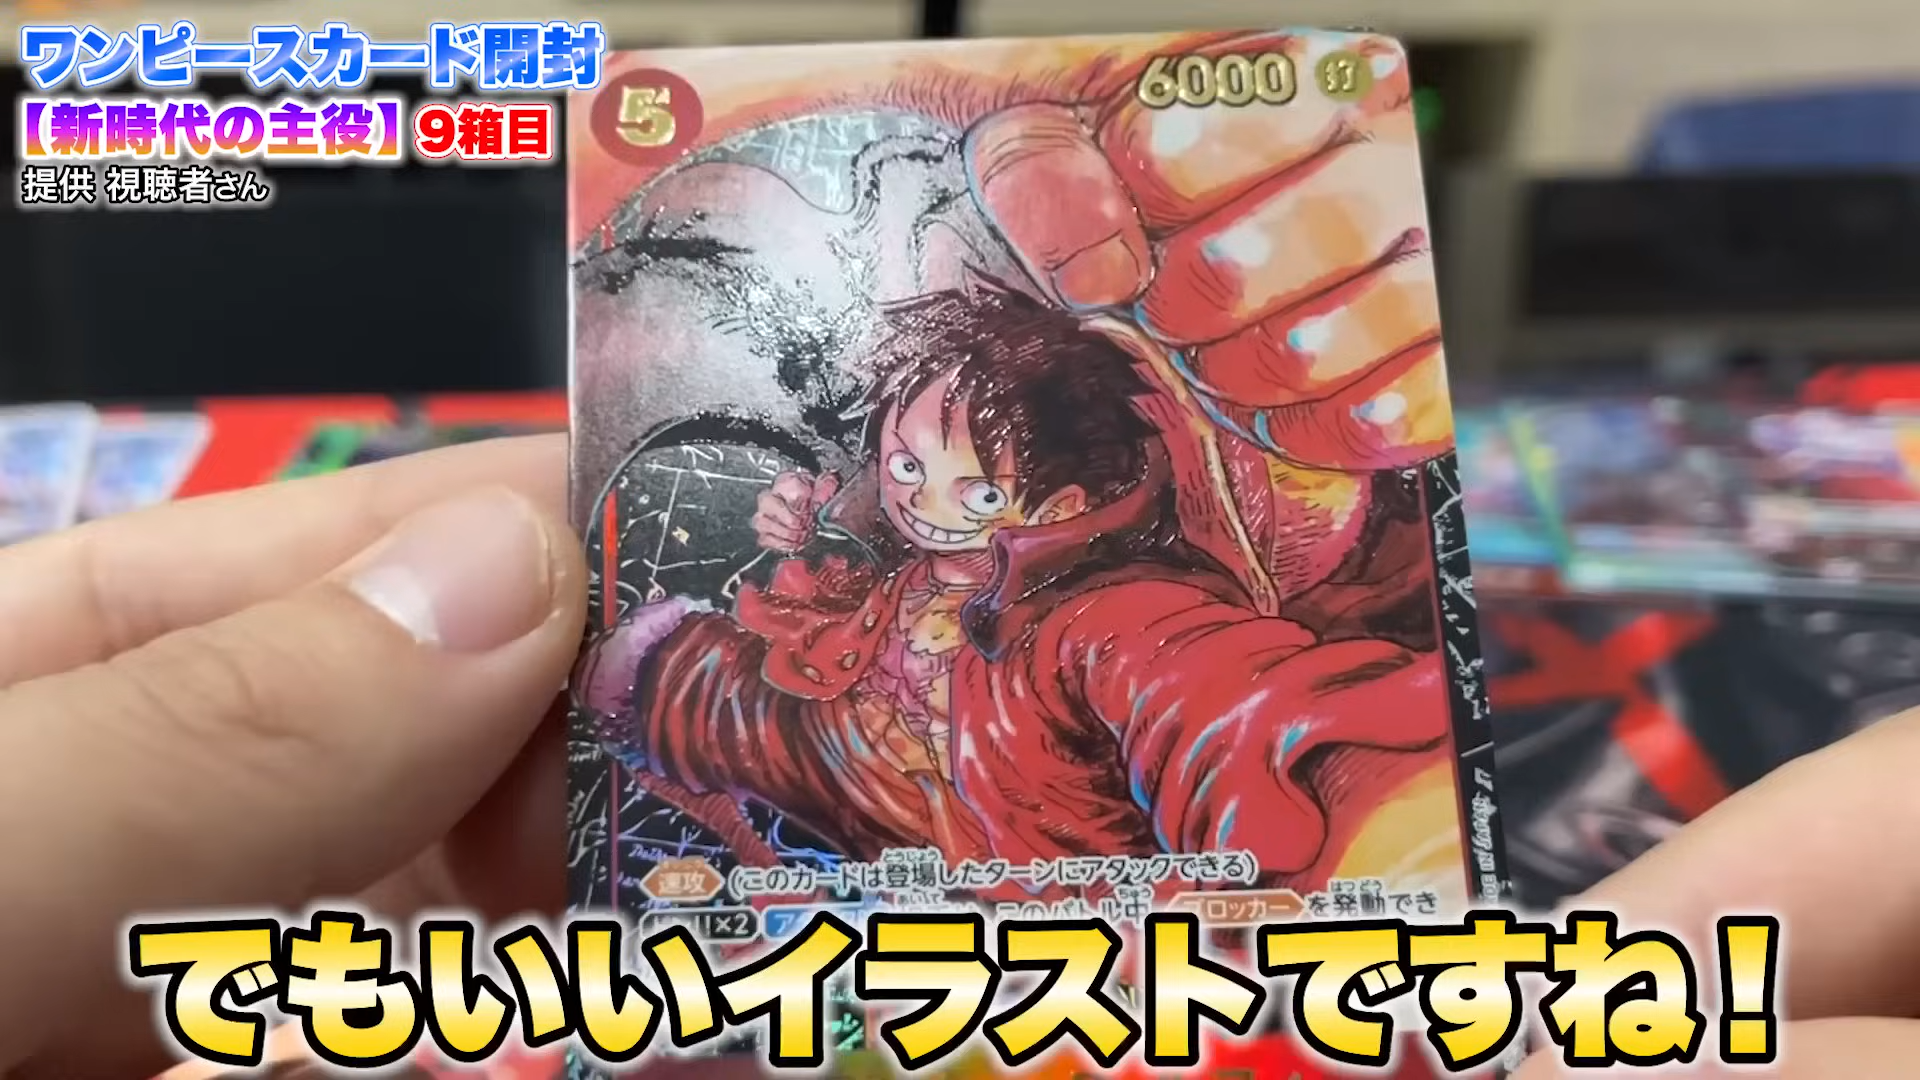 ワンピースカード開封
【新時代の主役】9箱目
提供 視聴者さん
5
6000 打
速攻 (このカードは登場したターンにアタックできる)
ドン!!×2 このバトル中 ブロッカー を発動でき
でもいいイラストですね!